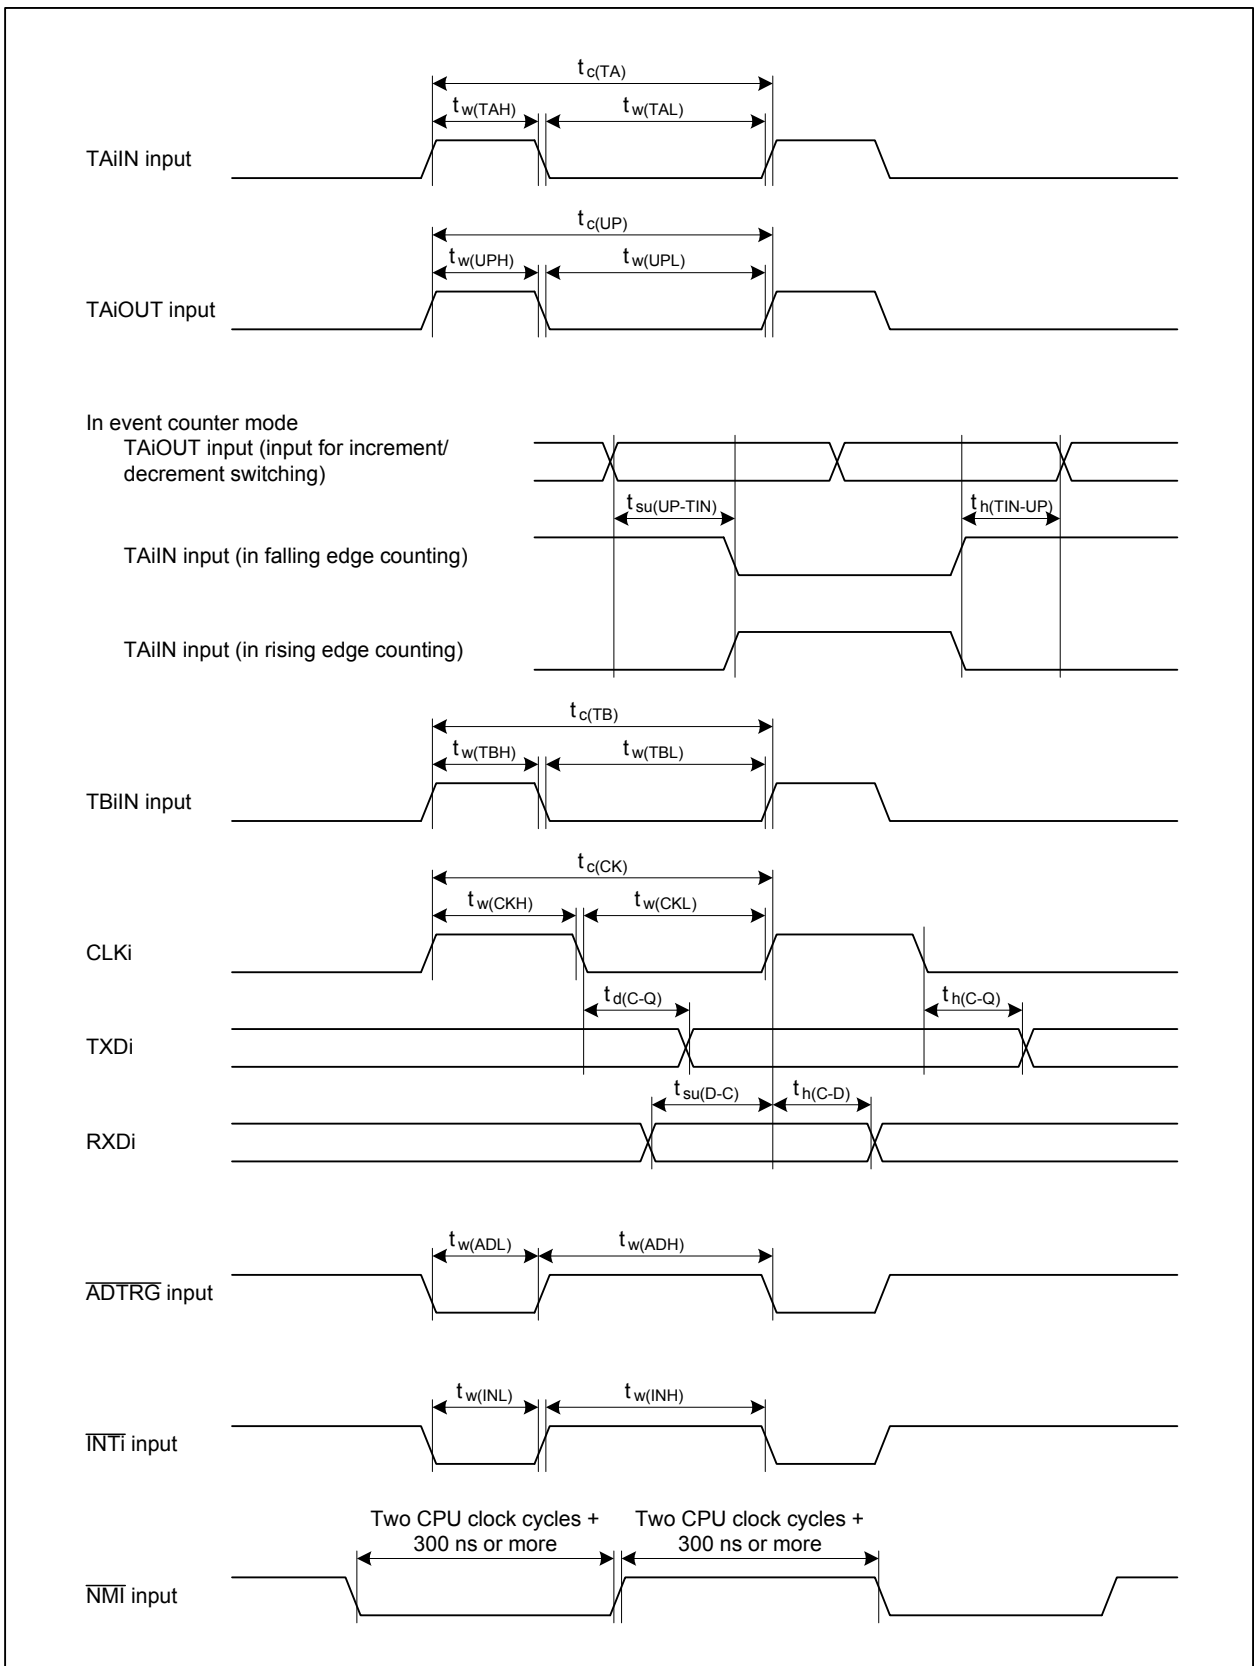 tc(TA)
tw(TAH) tw(TAL)
TAiIN input
tc(UP)
tw(UPH) tw(UPL)
TAiOUT input
In event counter mode
TAiOUT input (input for increment/
decrement switching)
tsu(UP-TIN) th(TIN-UP)
TAiIN input (in falling edge counting)
TAiIN input (in rising edge counting)
tc(TB)
tw(TBH) tw(TBL)
TBiIN input
tc(CK)
tw(CKH) tw(CKL)
CLKi
td(C-Q) th(C-Q)
TXDi
tsu(D-C) th(C-D)
RXDi
tw(ADL) tw(ADH)
ADTRG input
tw(INL) tw(INH)
INTi input
Two CPU clock cycles + Two CPU clock cycles +
300 ns or more 300 ns or more
NMI input